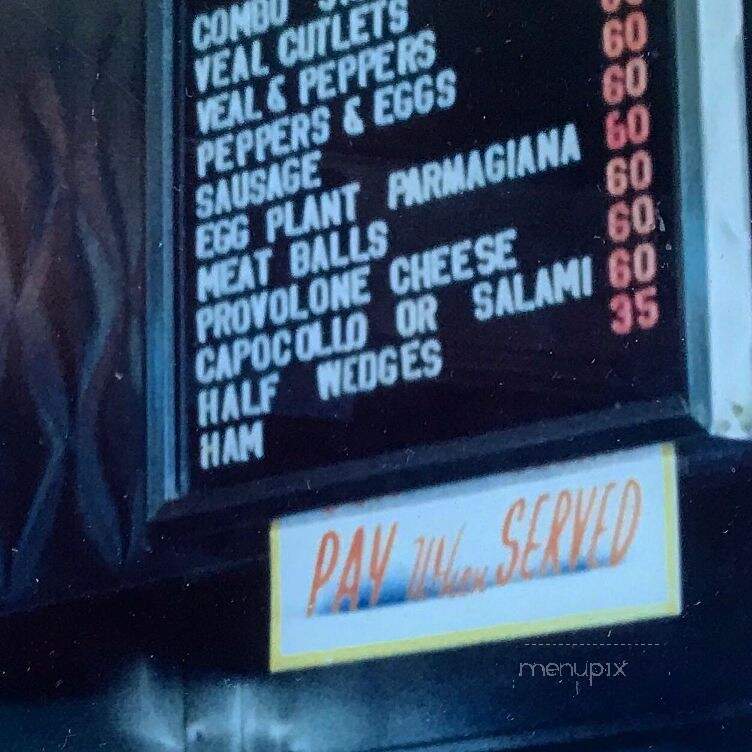 COMBO
VEAL CUTLETS
VEAL & PEPPERS
PEPPERS & EGGS 60
SAUSAGE 60
EGG PLANT PARMAGIANA 60
MEAT BALLS 60
PROVOLONE CHEESE 60
CAPOCOLLO OR SALAMI 60
HALF WEDGES 35
HAM
PAY When SERVED
menupix